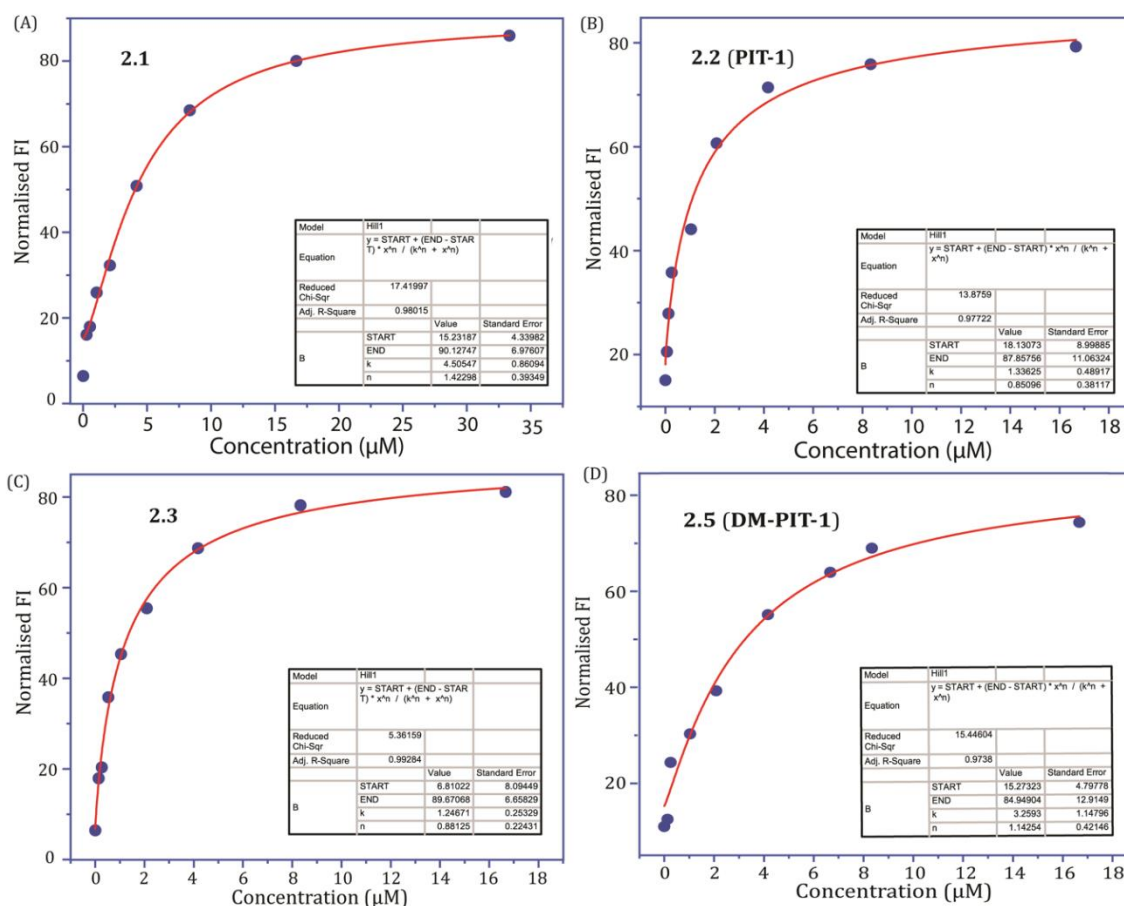 (A)
2.1
Normalised FI
80
60
40
20
0
0 5 10 15 20 25 30 35
Concentration (µM)
Model Hill1
Equation y = START + (END - STAR
T) * x^n / (k^n + x^n)
Reduced
Chi-Sqr 17.41997
Adj. R-Square 0.98015
Value Standard Error
B
START 15.23187 4.33982
END 90.12747 6.97607
k 4.50547 0.86094
n 1.42298 0.39349
(B)
2.2 (PIT-1)
Normalised FI
80
60
40
20
0 2 4 6 8 10 12 14 16 18
Concentration (µM)
Model Hill1
Equation y = START + (END - START) * x^n / (k^n +
x^n)
Reduced
Chi-Sqr 13.8759
Adj. R-Square 0.97722
Value Standard Error
B
START 18.13073 8.99885
END 87.85756 11.06324
k 1.33625 0.48917
n 0.85096 0.38117
(C)
2.3
Normalised FI
80
60
40
20
0
0 2 4 6 8 10 12 14 16 18
Concentration (µM)
Model Hill1
Equation y = START + (END - STAR
T) * x^n / (k^n + x^n)
Reduced
Chi-Sqr 5.36159
Adj. R-Square 0.99284
Value Standard Error
B
START 6.81022 8.09449
END 89.67068 6.65829
k 1.24671 0.25329
n 0.88125 0.22431
(D)
2.5 (DM-PIT-1)
Normalised FI
80
60
40
20
0 2 4 6 8 10 12 14 16 18
Concentration (µM)
Model Hill1
Equation y = START + (END - START) * x^n / (k^n +
x^n)
Reduced
Chi-Sqr 15.44604
Adj. R-Square 0.9738
Value Standard Error
B
START 15.27323 4.79778
END 84.94904 12.9149
k 3.2593 1.14796
n 1.14254 0.42146